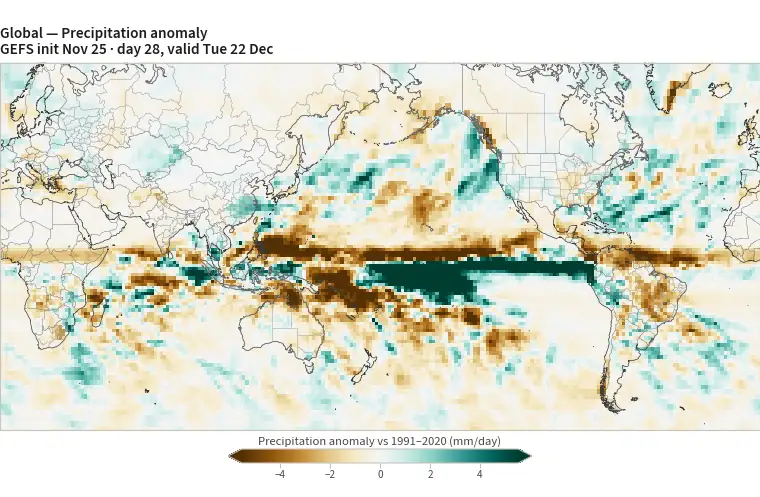 Global — Precipitation anomaly
GEFS init Nov 25 · day 28, valid Tue 22 Dec
Precipitation anomaly vs 1991–2020 (mm/day)
−4 −2 0 2 4